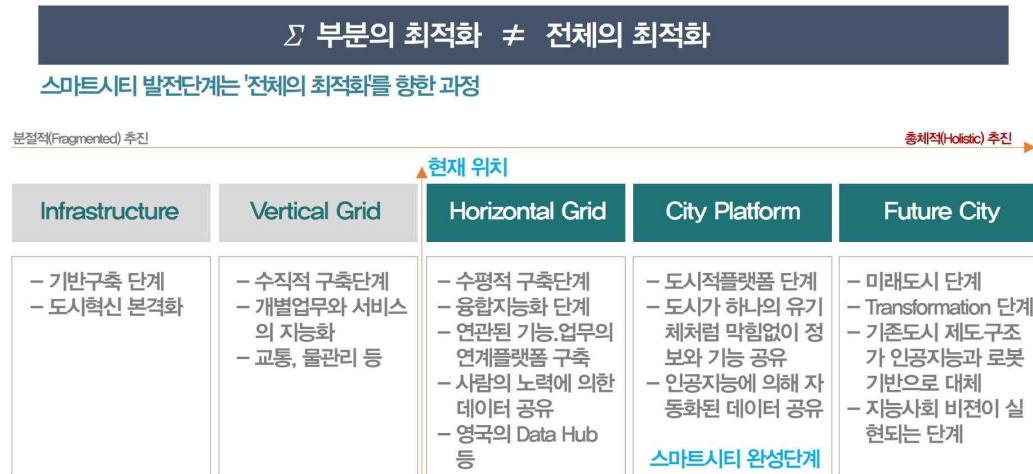 Σ 부분의 최적화 ≠ 전체의 최적화
스마트시티 발전단계는 '전체의 최적화'를 향한 과정
분절적(Fragmented) 추진
총체적(Holistic) 추진
현재 위치
Infrastructure
– 기반구축 단계
– 도시혁신 본격화
Vertical Grid
– 수직적 구축단계
– 개별업무와 서비스
의 지능화
– 교통, 물관리 등
Horizontal Grid
– 수평적 구축단계
– 융합지능화 단계
– 연관된 기능.업무의
연계플랫폼 구축
– 사람의 노력에 의한
데이터 공유
– 영국의 Data Hub
등
City Platform
– 도시적플랫폼 단계
– 도시가 하나의 유기
체처럼 막힘없이 정
보와 기능 공유
– 인공지능에 의해 자
동화된 데이터 공유
스마트시티 완성단계
Future City
– 미래도시 단계
– Transformation 단계
– 기존도시 제도구조
가 인공지능과 로봇
기반으로 대체
– 지능사회 비젼이 실
현되는 단계